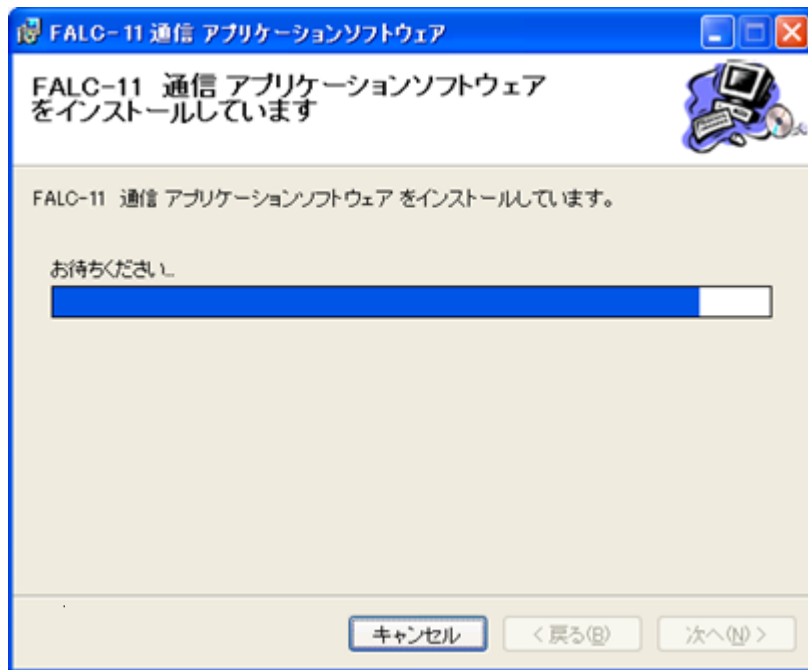 FALC-11 通信 アプリケーションソフトウェア
FALC-11 通信 アプリケーションソフトウェア
をインストールしています
FALC-11 通信 アプリケーションソフトウェア をインストールしています。
お待ちください...
キャンセル
< 戻る(B)
次へ(N) >